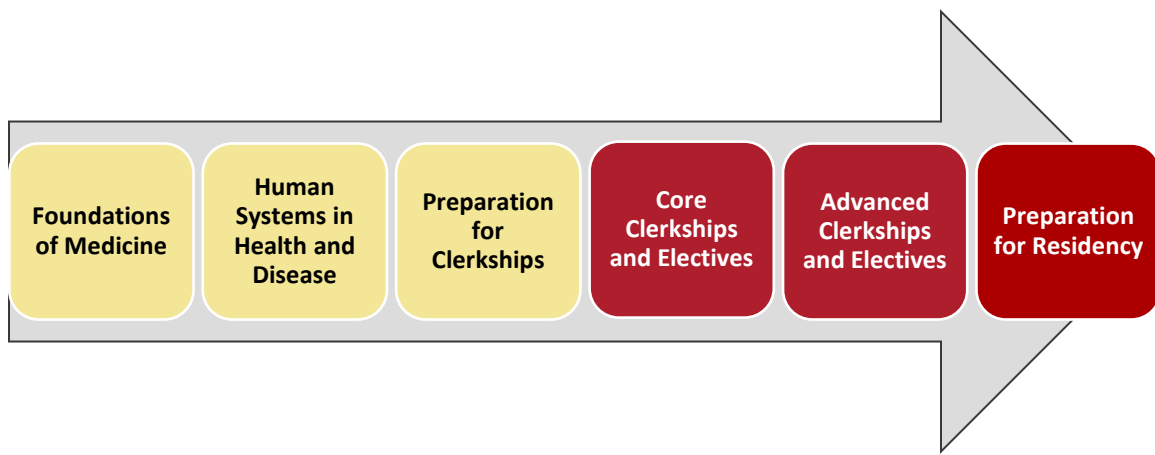 Foundations
of Medicine
Human
Systems in
Health and
Disease
Preparation
for
Clerkships
Core
Clerkships
and Electives
Advanced
Clerkships
and Electives
Preparation
for Residency